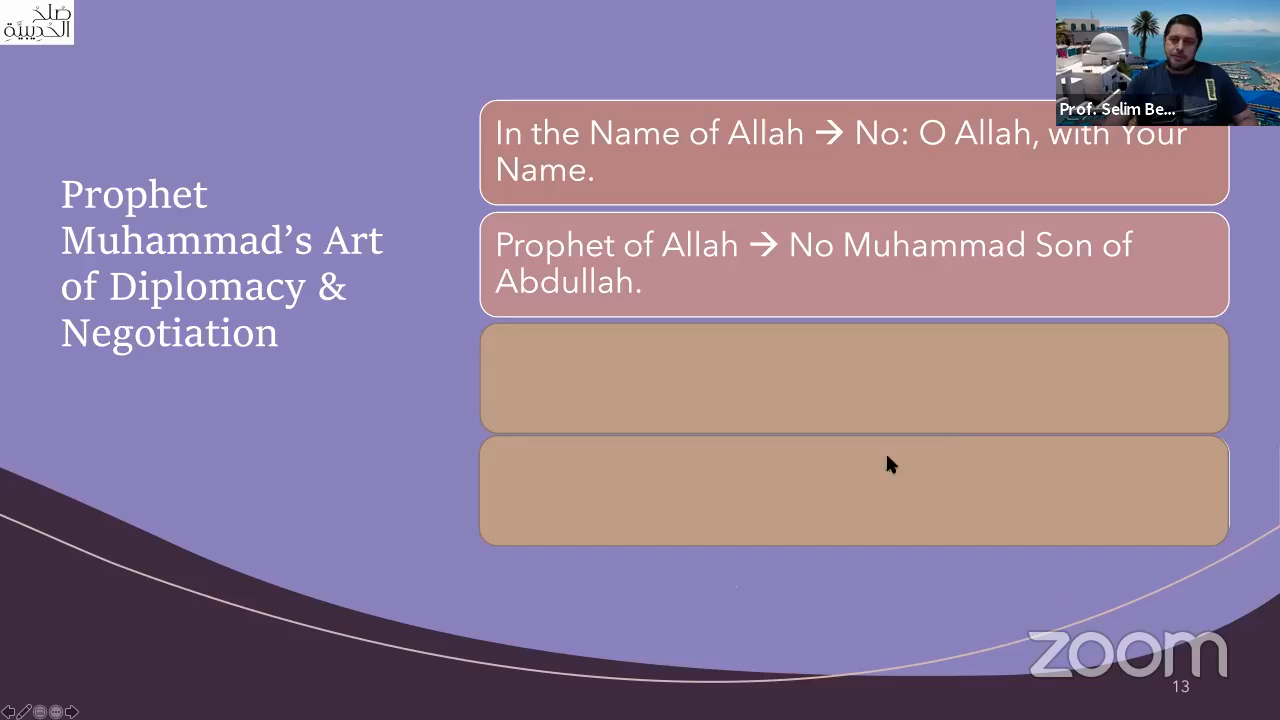 صلح
الحديبية
Prof. Selim Be...
Prophet
Muhammad’s Art
of Diplomacy &
Negotiation
In the Name of Allah → No: O Allah, with Your
Name.
Prophet of Allah → No Muhammad Son of
Abdullah.
zoom
13